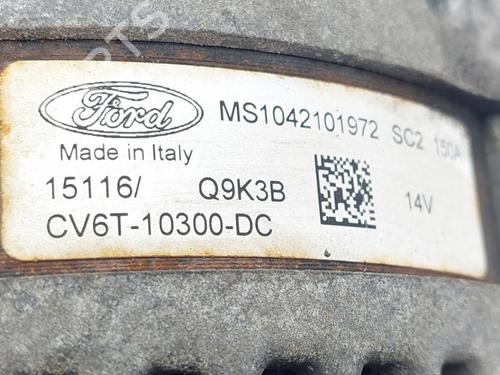 Ford
MS1042101972 SC2 150A
Made in Italy
15116/ Q9K3B
14V
CV6T-10300-DC